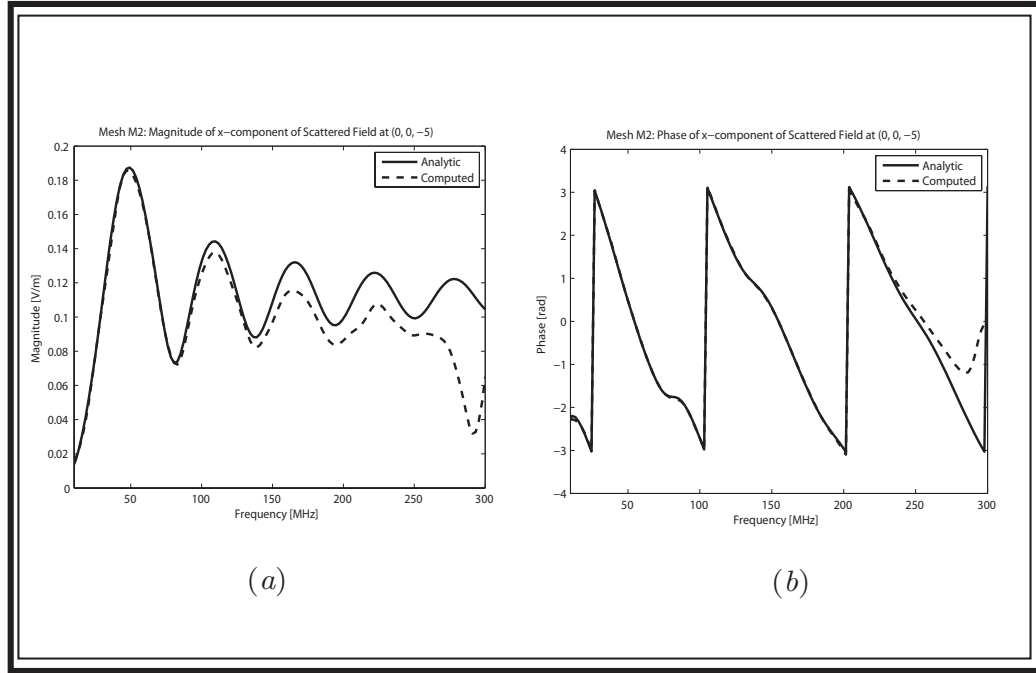 Mesh M2: Magnitude of x−component of Scattered Field at (0, 0, −5)
0.2
0.18
0.16
0.14
0.12
0.1
0.08
0.06
0.04
0.02
0
Magnitude [V/m]
Analytic
Computed
50
100
150
200
250
300
Frequency [MHz]
(a)
Mesh M2: Phase of x−component of Scattered Field at (0, 0, −5)
4
3
2
1
0
−1
−2
−3
−4
Phase [rad]
Analytic
Computed
50
100
150
200
250
300
Frequency [MHz]
(b)